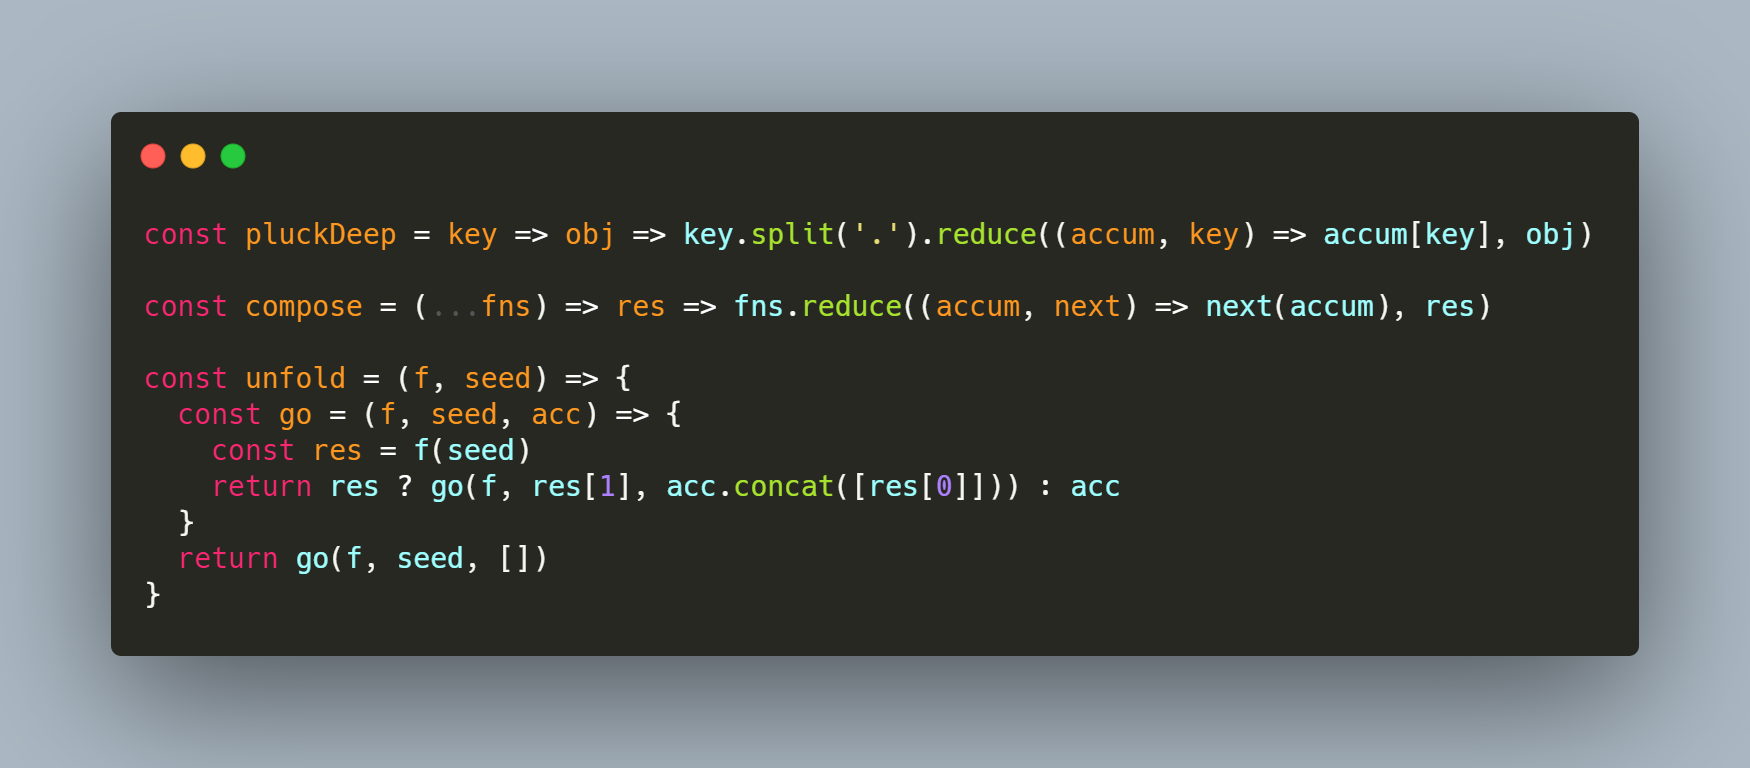 const pluckDeep = key => obj => key.split('.').reduce((accum, key) => accum[key], obj)

const compose = (...fns) => res => fns.reduce((accum, next) => next(accum), res)

const unfold = (f, seed) => {
  const go = (f, seed, acc) => {
    const res = f(seed)
    return res ? go(f, res[1], acc.concat([res[0]])) : acc
  }
  return go(f, seed, [])
}